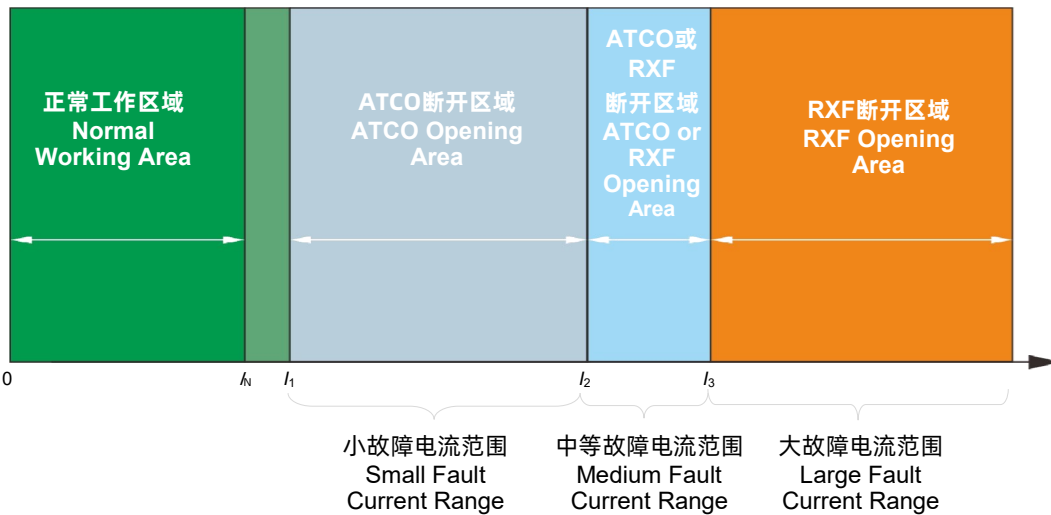 正常工作区域
Normal
Working Area
ATCO断开区域
ATCO Opening
Area
ATCO或
RXF
断开区域
ATCO or
RXF
Opening
Area
RXF断开区域
RXF Opening
Area
0
IN
I1
I2
I3
小故障电流范围
Small Fault
Current Range
中等故障电流范围
Medium Fault
Current Range
大故障电流范围
Large Fault
Current Range